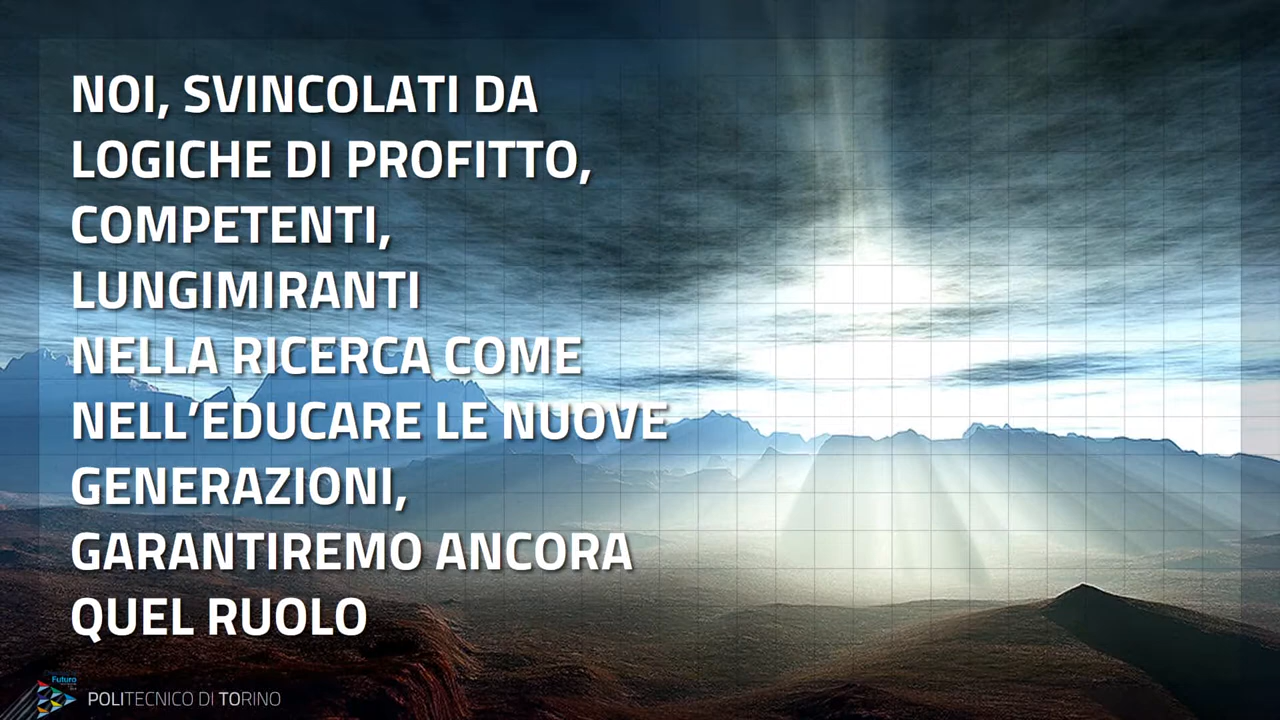 NOI, SVINCOLATI DA
LOGICHE DI PROFITTO,
COMPETENTI,
LUNGIMIRANTI
NELLA RICERCA COME
NELL’EDUCARE LE NUOVE
GENERAZIONI,
GARANTIREMO ANCORA
QUEL RUOLO
Futuro
POLITECNICO DI TORINO